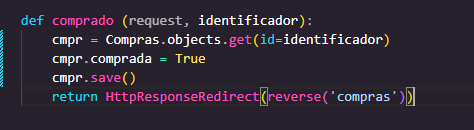 def comprado (request, identificador):
    cmpr = Compras.objects.get(id=identificador)
    cmpr.comprada = True
    cmpr.save()
    return HttpResponseRedirect(reverse('compras'))